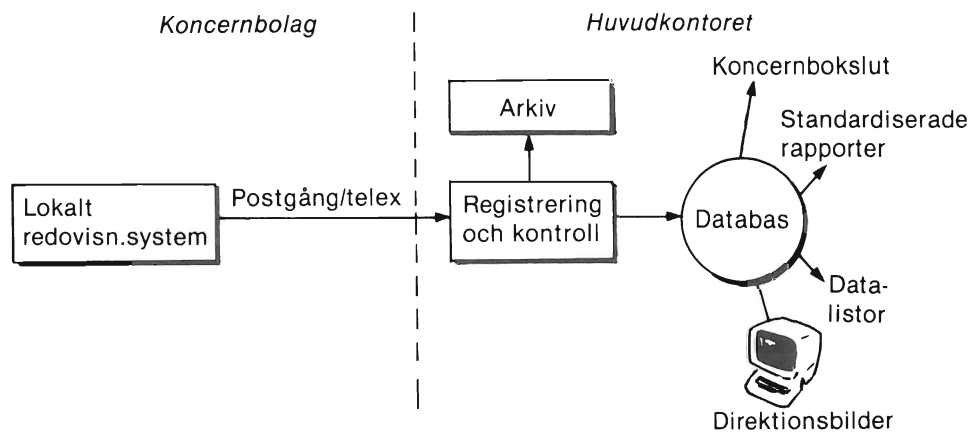 Koncernbolag
Huvudkontoret
Koncernbokslut
Arkiv
Standardiserade
rapporter
Lokalt
redovisn.system
Postgång/telex
Registrering
och kontroll
Databas
Data-
listor
Direktionsbilder